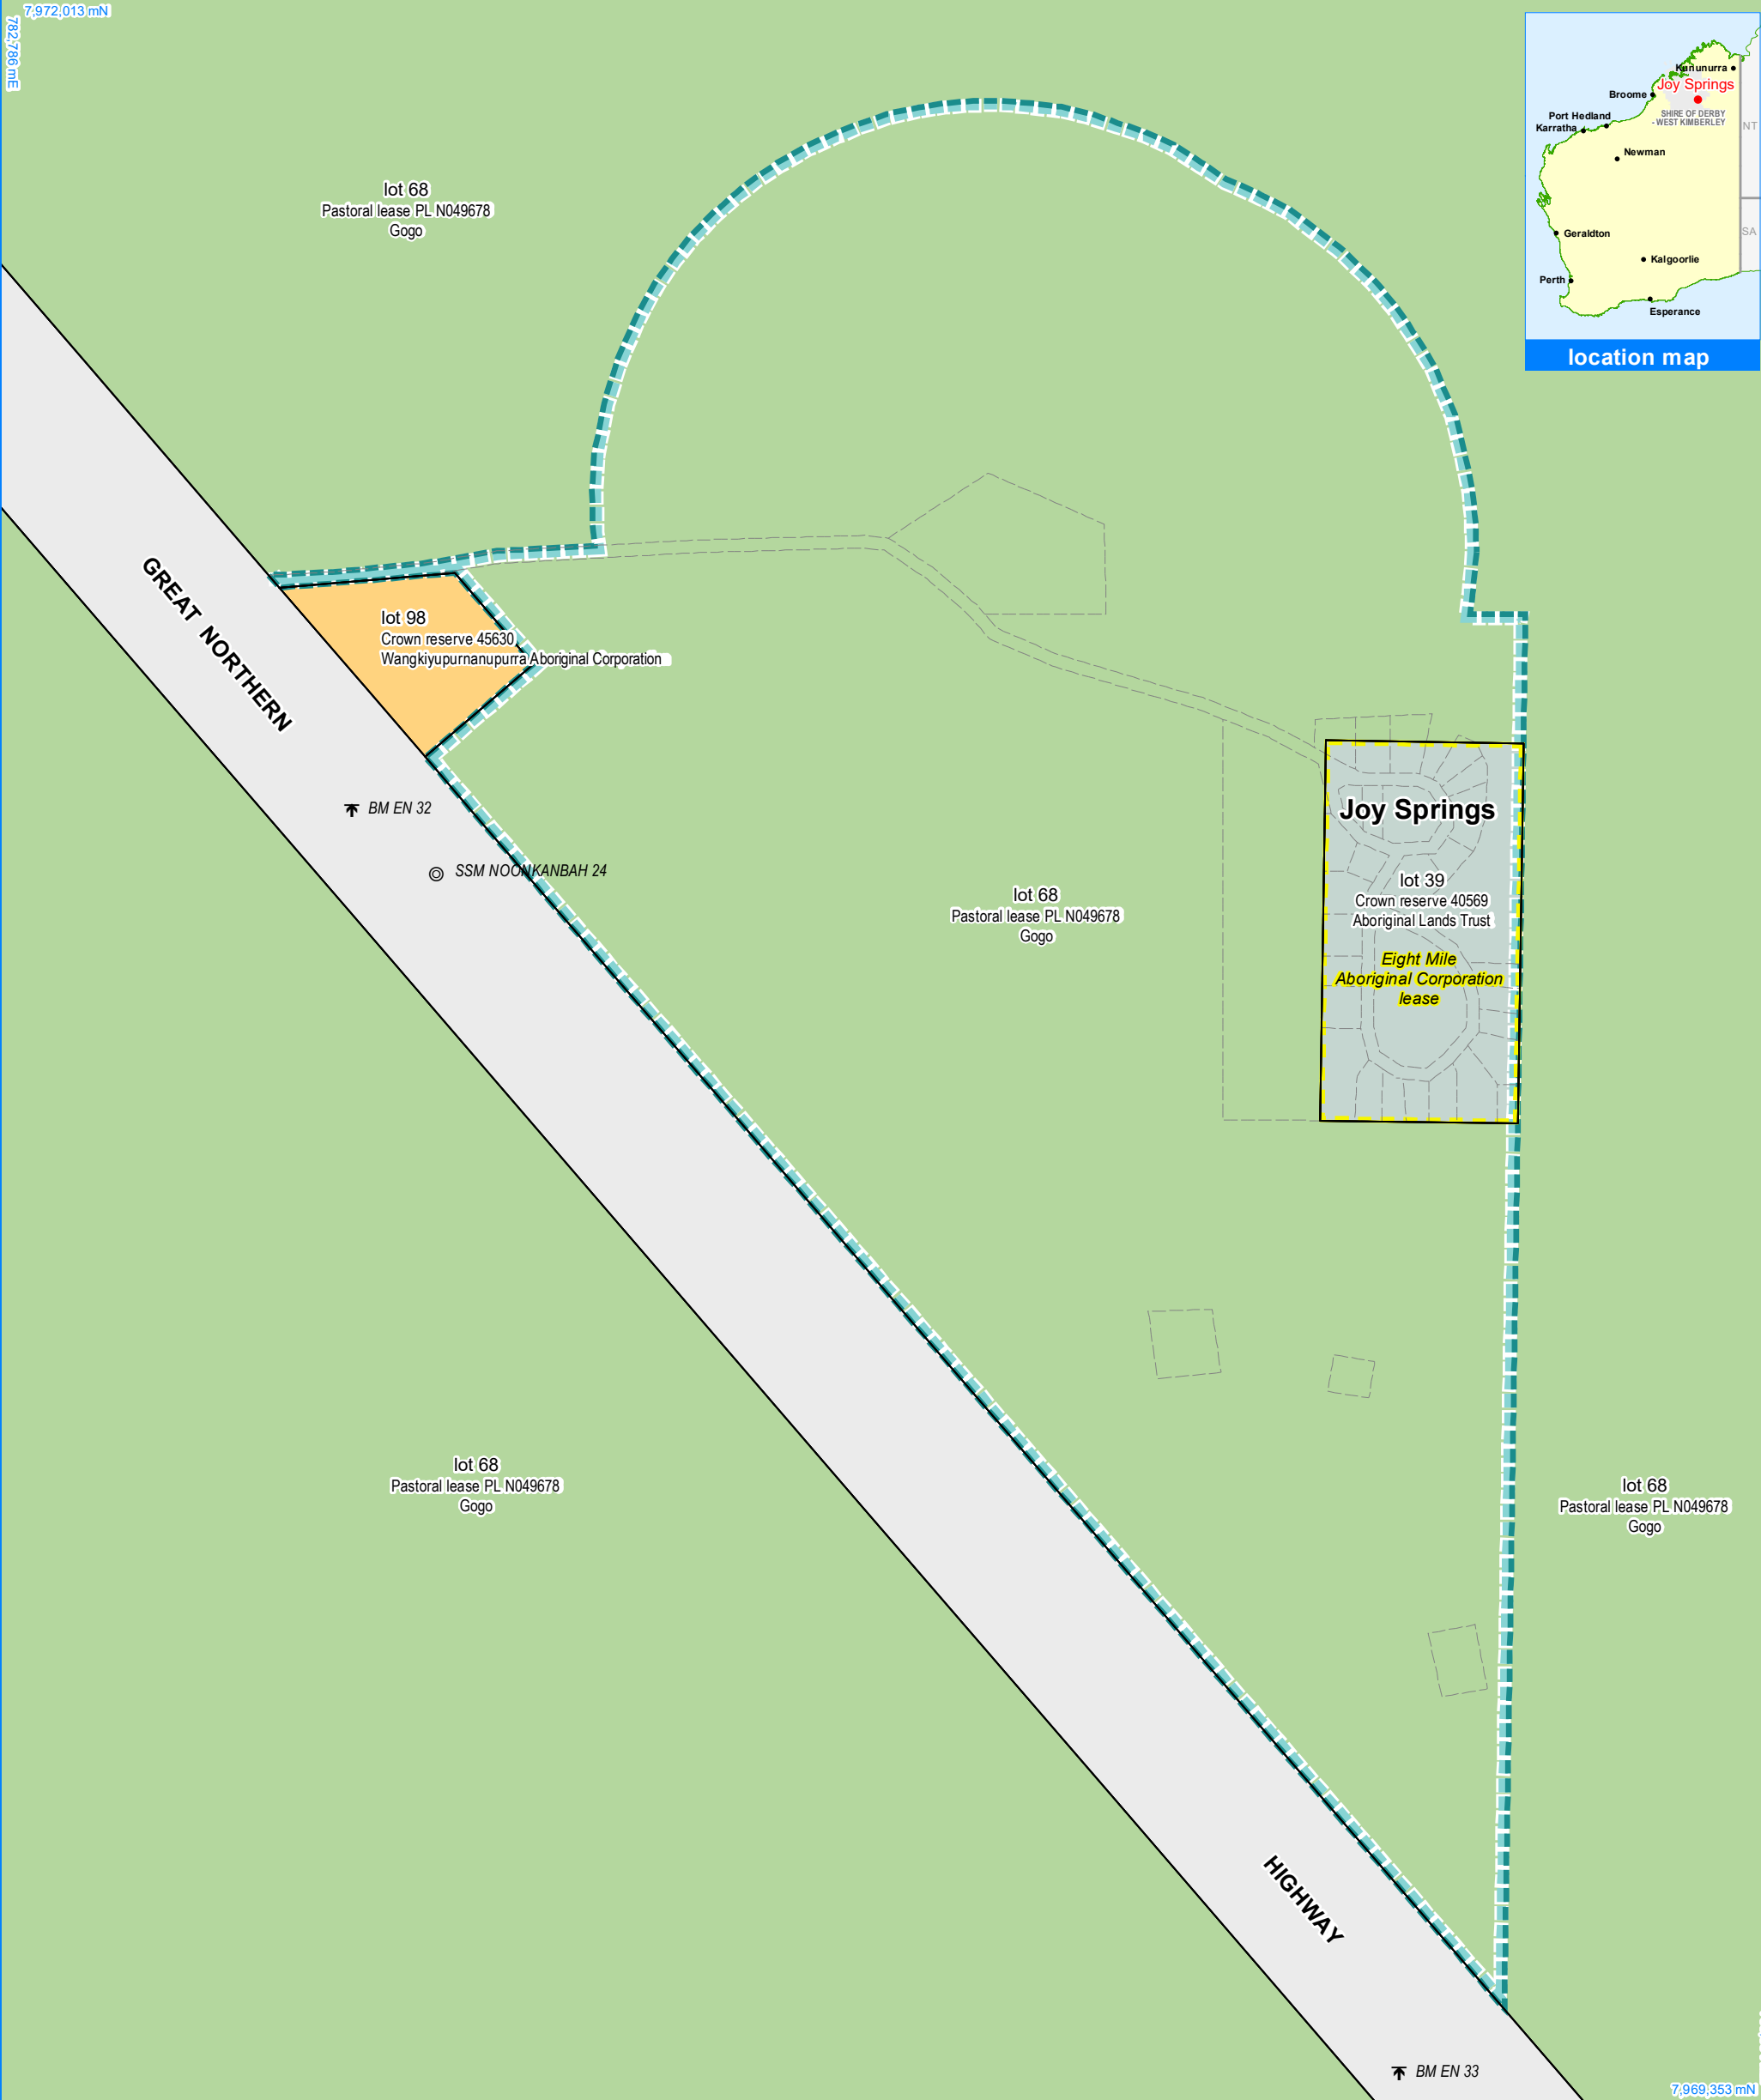 7,972,013 mN
782,786 mE
Kununurra
Joy Springs
Broome
SHIRE OF DERBY
- WEST KIMBERLEY
Port Hedland
Karratha
NT
Newman
SA
Geraldton
Kalgoorlie
Perth
Esperance
location map
lot 68
Pastoral lease PL N049678
Gogo
GREAT NORTHERN
lot 98
Crown reserve 45630
Wangkiyupurnanupurra Aboriginal Corporation
BM EN 32
SSM NOONKANBAH 24
Joy Springs
lot 39
Crown reserve 40569
Aboriginal Lands Trust
Eight Mile
Aboriginal Corporation
lease
lot 68
Pastoral lease PL N049678
Gogo
lot 68
Pastoral lease PL N049678
Gogo
lot 68
Pastoral lease PL N049678
Gogo
HIGHWAY
BM EN 33
7,969,353 mN